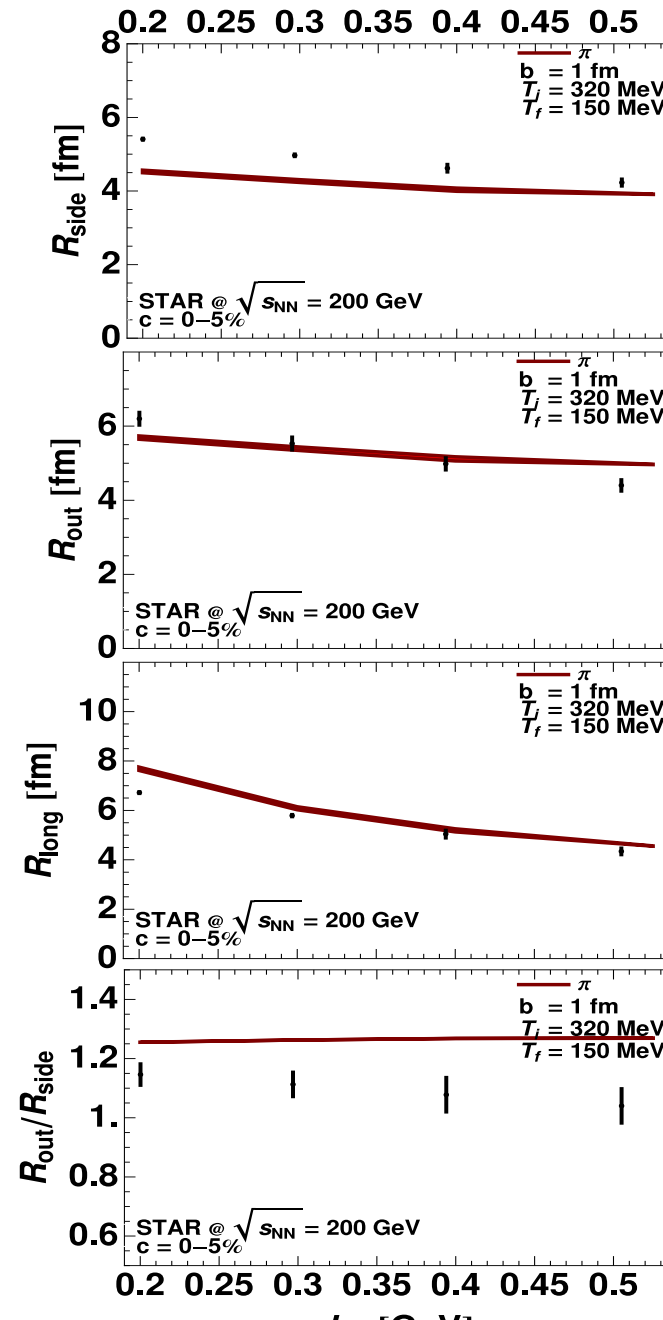 0.2 0.25 0.3 0.35 0.4 0.45 0.5
8
6
4
2
0
R_side [fm]
π
b = 1 fm
T_i = 320 MeV
T_f = 150 MeV
STAR @ √s_NN = 200 GeV
c = 0–5%
6
4
2
0
R_out [fm]
π
b = 1 fm
T_i = 320 MeV
T_f = 150 MeV
STAR @ √s_NN = 200 GeV
c = 0–5%
10
8
6
4
2
0
R_long [fm]
π
b = 1 fm
T_i = 320 MeV
T_f = 150 MeV
STAR @ √s_NN = 200 GeV
c = 0–5%
1.4
1.2
1.
0.8
0.6
R_out/R_side
π
b = 1 fm
T_i = 320 MeV
T_f = 150 MeV
STAR @ √s_NN = 200 GeV
c = 0–5%
0.2 0.25 0.3 0.35 0.4 0.45 0.5